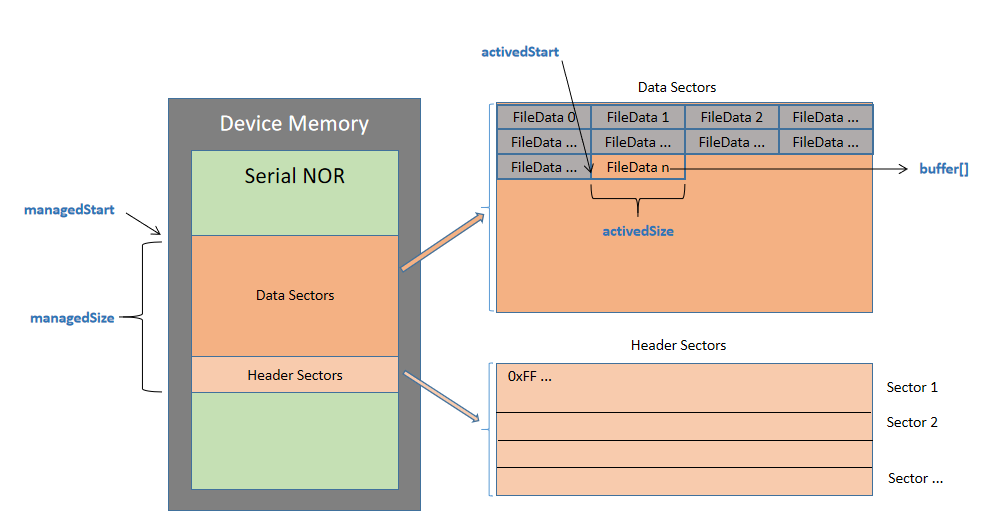 activedStart
Data Sectors
Device Memory
FileData 0 FileData 1 FileData 2 FileData ...
FileData ... FileData ... FileData ... FileData ...
FileData ... FileData n buffer[]
Serial NOR
managedStart
activedSize
Data Sectors
managedSize
Header Sectors
Header Sectors
0xFF ...
Sector 1
Sector 2
Sector ...